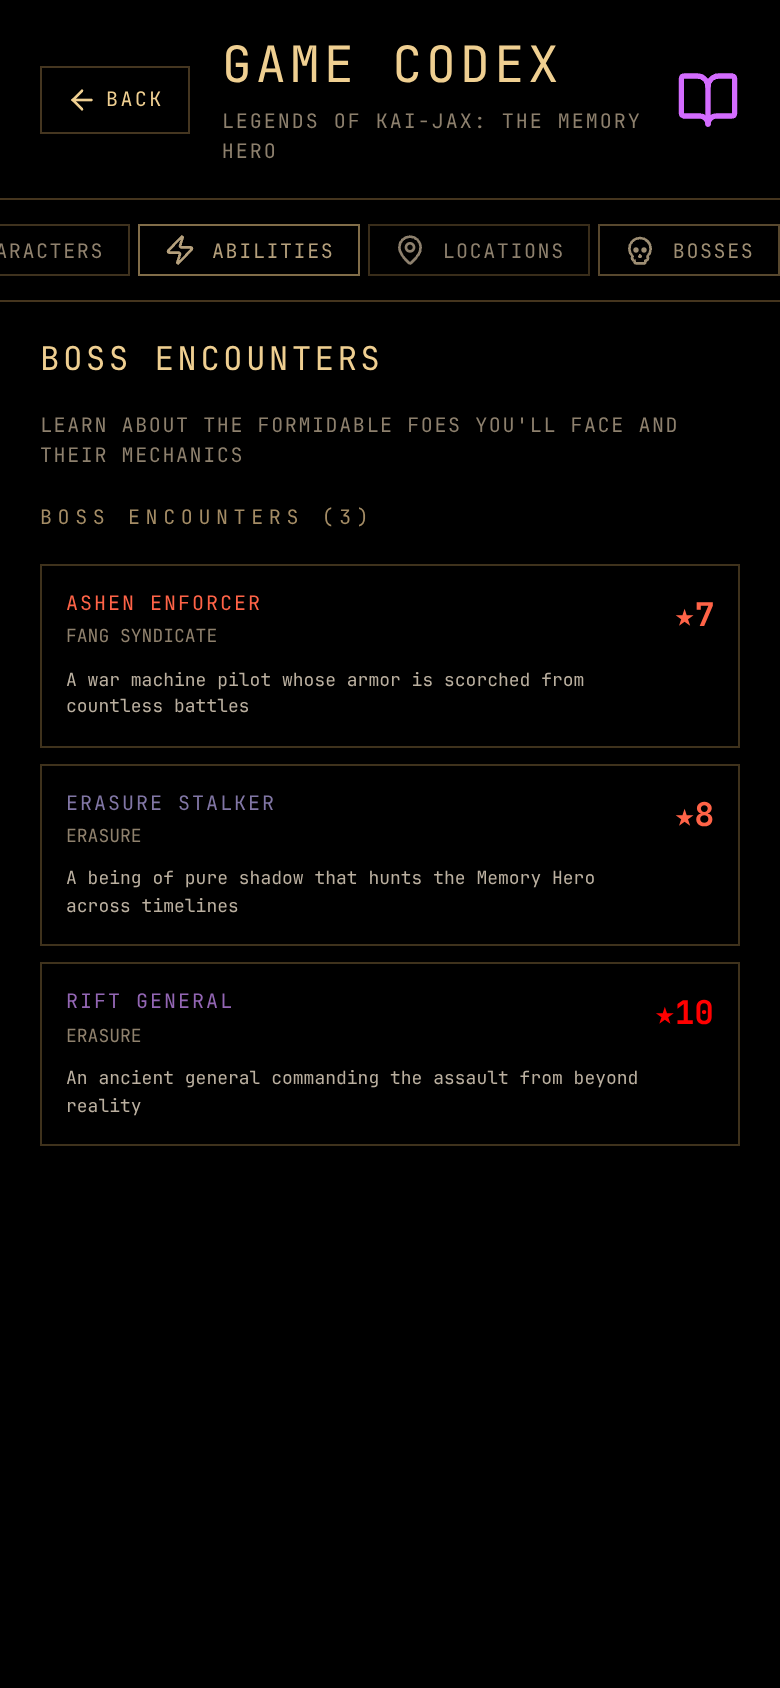 BACK
GAME CODEX
LEGENDS OF KAI-JAX: THE MEMORY
HERO
ARACTERS
ABILITIES
LOCATIONS
BOSSES
BOSS ENCOUNTERS
LEARN ABOUT THE FORMIDABLE FOES YOU'LL FACE AND
THEIR MECHANICS
BOSS ENCOUNTERS (3)
ASHEN ENFORCER
★7
FANG SYNDICATE
A war machine pilot whose armor is scorched from
countless battles
ERASURE STALKER
★8
ERASURE
A being of pure shadow that hunts the Memory Hero
across timelines
RIFT GENERAL
★10
ERASURE
An ancient general commanding the assault from beyond
reality